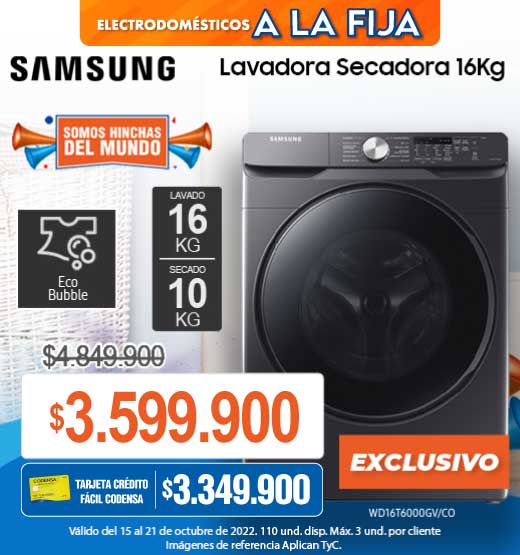 ELECTRODOMÉSTICOS A LA FIJA
SAMSUNG
Lavadora Secadora 16Kg
SOMOS HINCHAS
DEL MUNDO
SAMSUNG
LAVADO
16
KG
SECADO
10
KG
Eco
Bubble
$4.849.900
$3.599.900
EXCLUSIVO
CODENSA
TARJETA CRÉDITO
FÁCIL CODENSA
$3.349.900
WD16T6000GV/CO
Válido del 15 al 21 de octubre de 2022. 110 und. disp. Máx. 3 und. por cliente
Imágenes de referencia Aplican TyC.